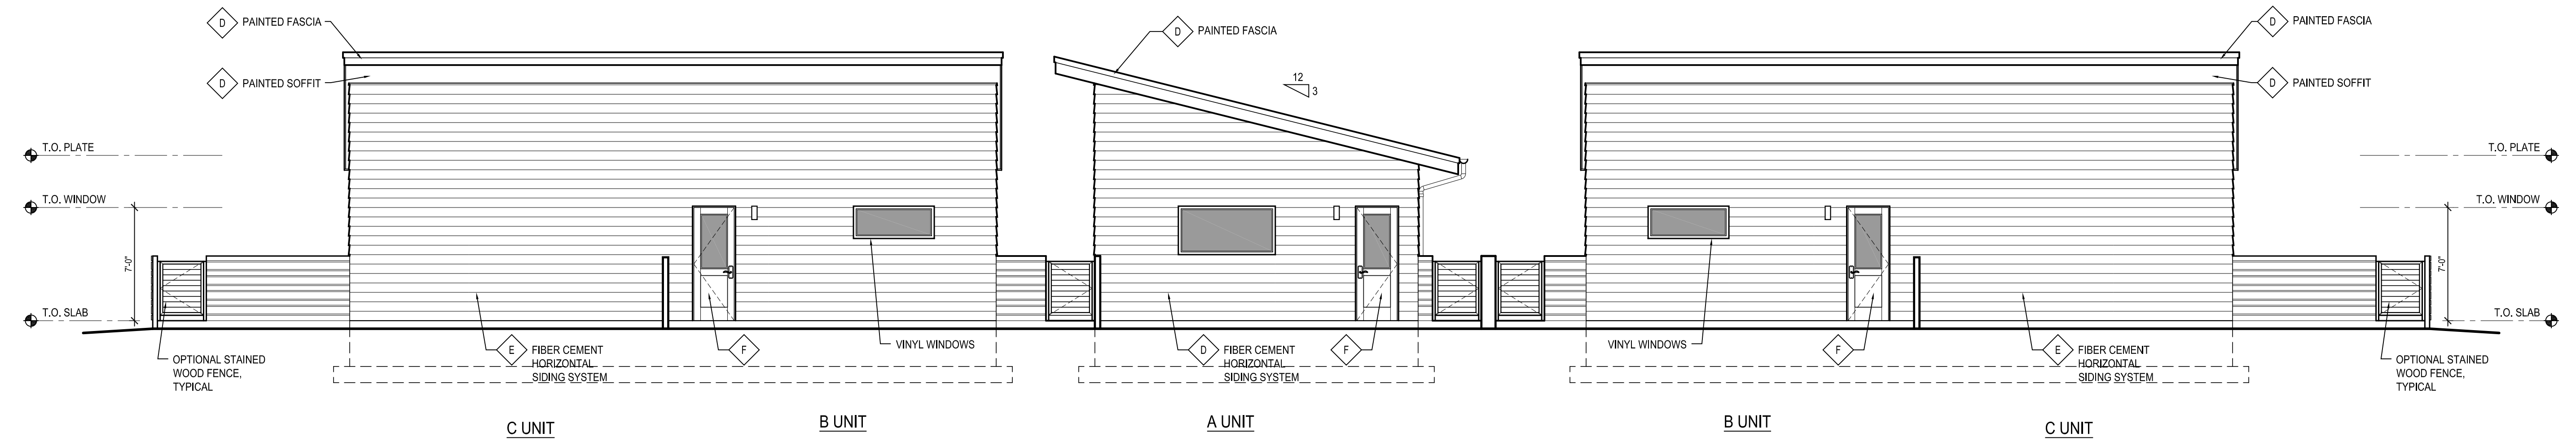 D PAINTED FASCIA
D PAINTED SOFFIT
T.O. PLATE
T.O. WINDOW
7'-0"
T.O. SLAB
OPTIONAL STAINED
WOOD FENCE,
TYPICAL
E FIBER CEMENT
HORIZONTAL
SIDING SYSTEM
F
VINYL WINDOWS
C UNIT
B UNIT
D PAINTED FASCIA
12
3
D FIBER CEMENT
HORIZONTAL
SIDING SYSTEM
F
A UNIT
D PAINTED FASCIA
D PAINTED SOFFIT
T.O. PLATE
T.O. WINDOW
7'-0"
T.O. SLAB
VINYL WINDOWS
F
E FIBER CEMENT
HORIZONTAL
SIDING SYSTEM
OPTIONAL STAINED
WOOD FENCE,
TYPICAL
B UNIT
C UNIT